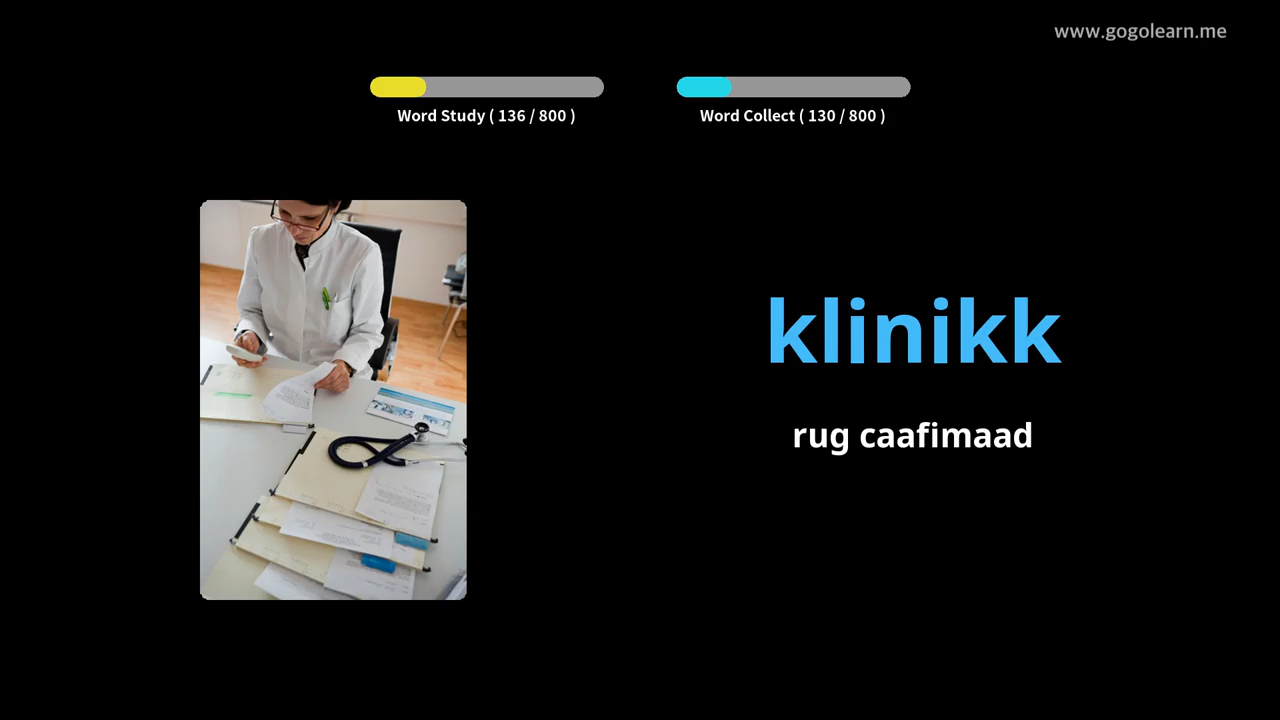 www.gogolearn.me
Word Study ( 136 / 800 )
Word Collect ( 130 / 800 )
klinikk
rug caafimaad